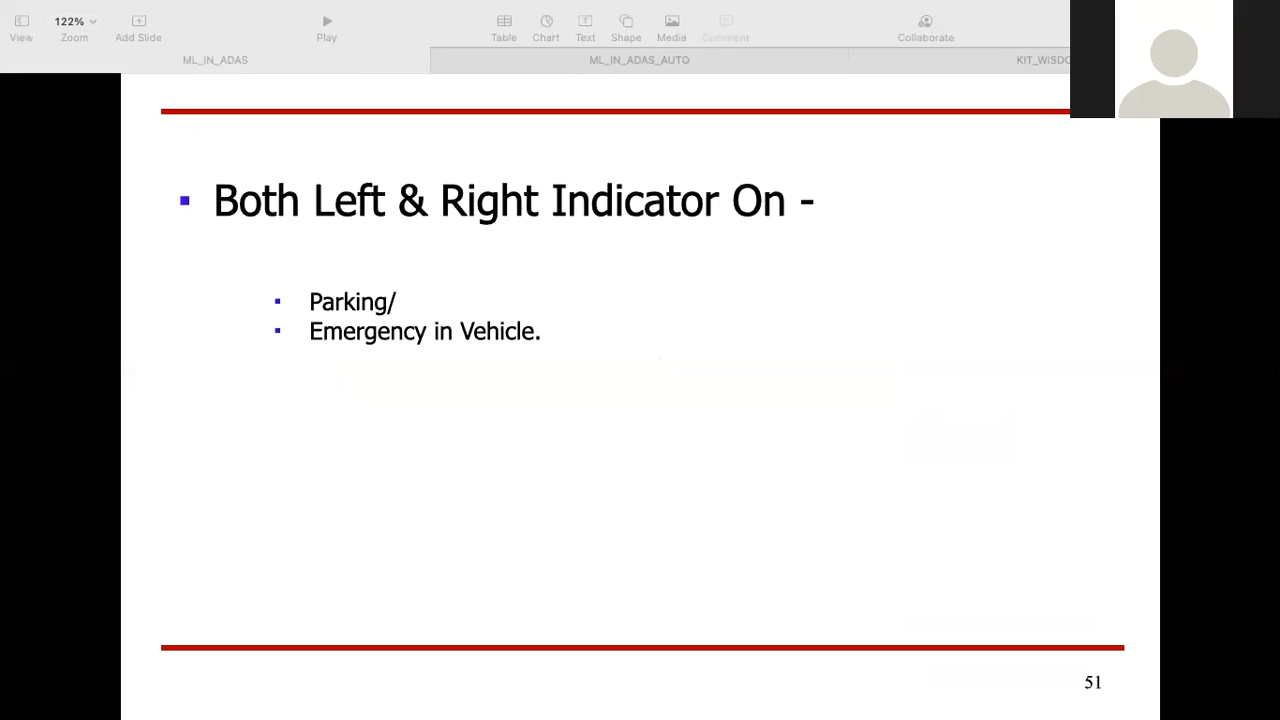 122%
View Zoom Add Slide Play Table Chart Text Shape Media Comment Collaborate
ML_IN_ADAS ML_IN_ADAS_AUTO
▪ Both Left & Right Indicator On -
▪ Parking/
▪ Emergency in Vehicle.
51